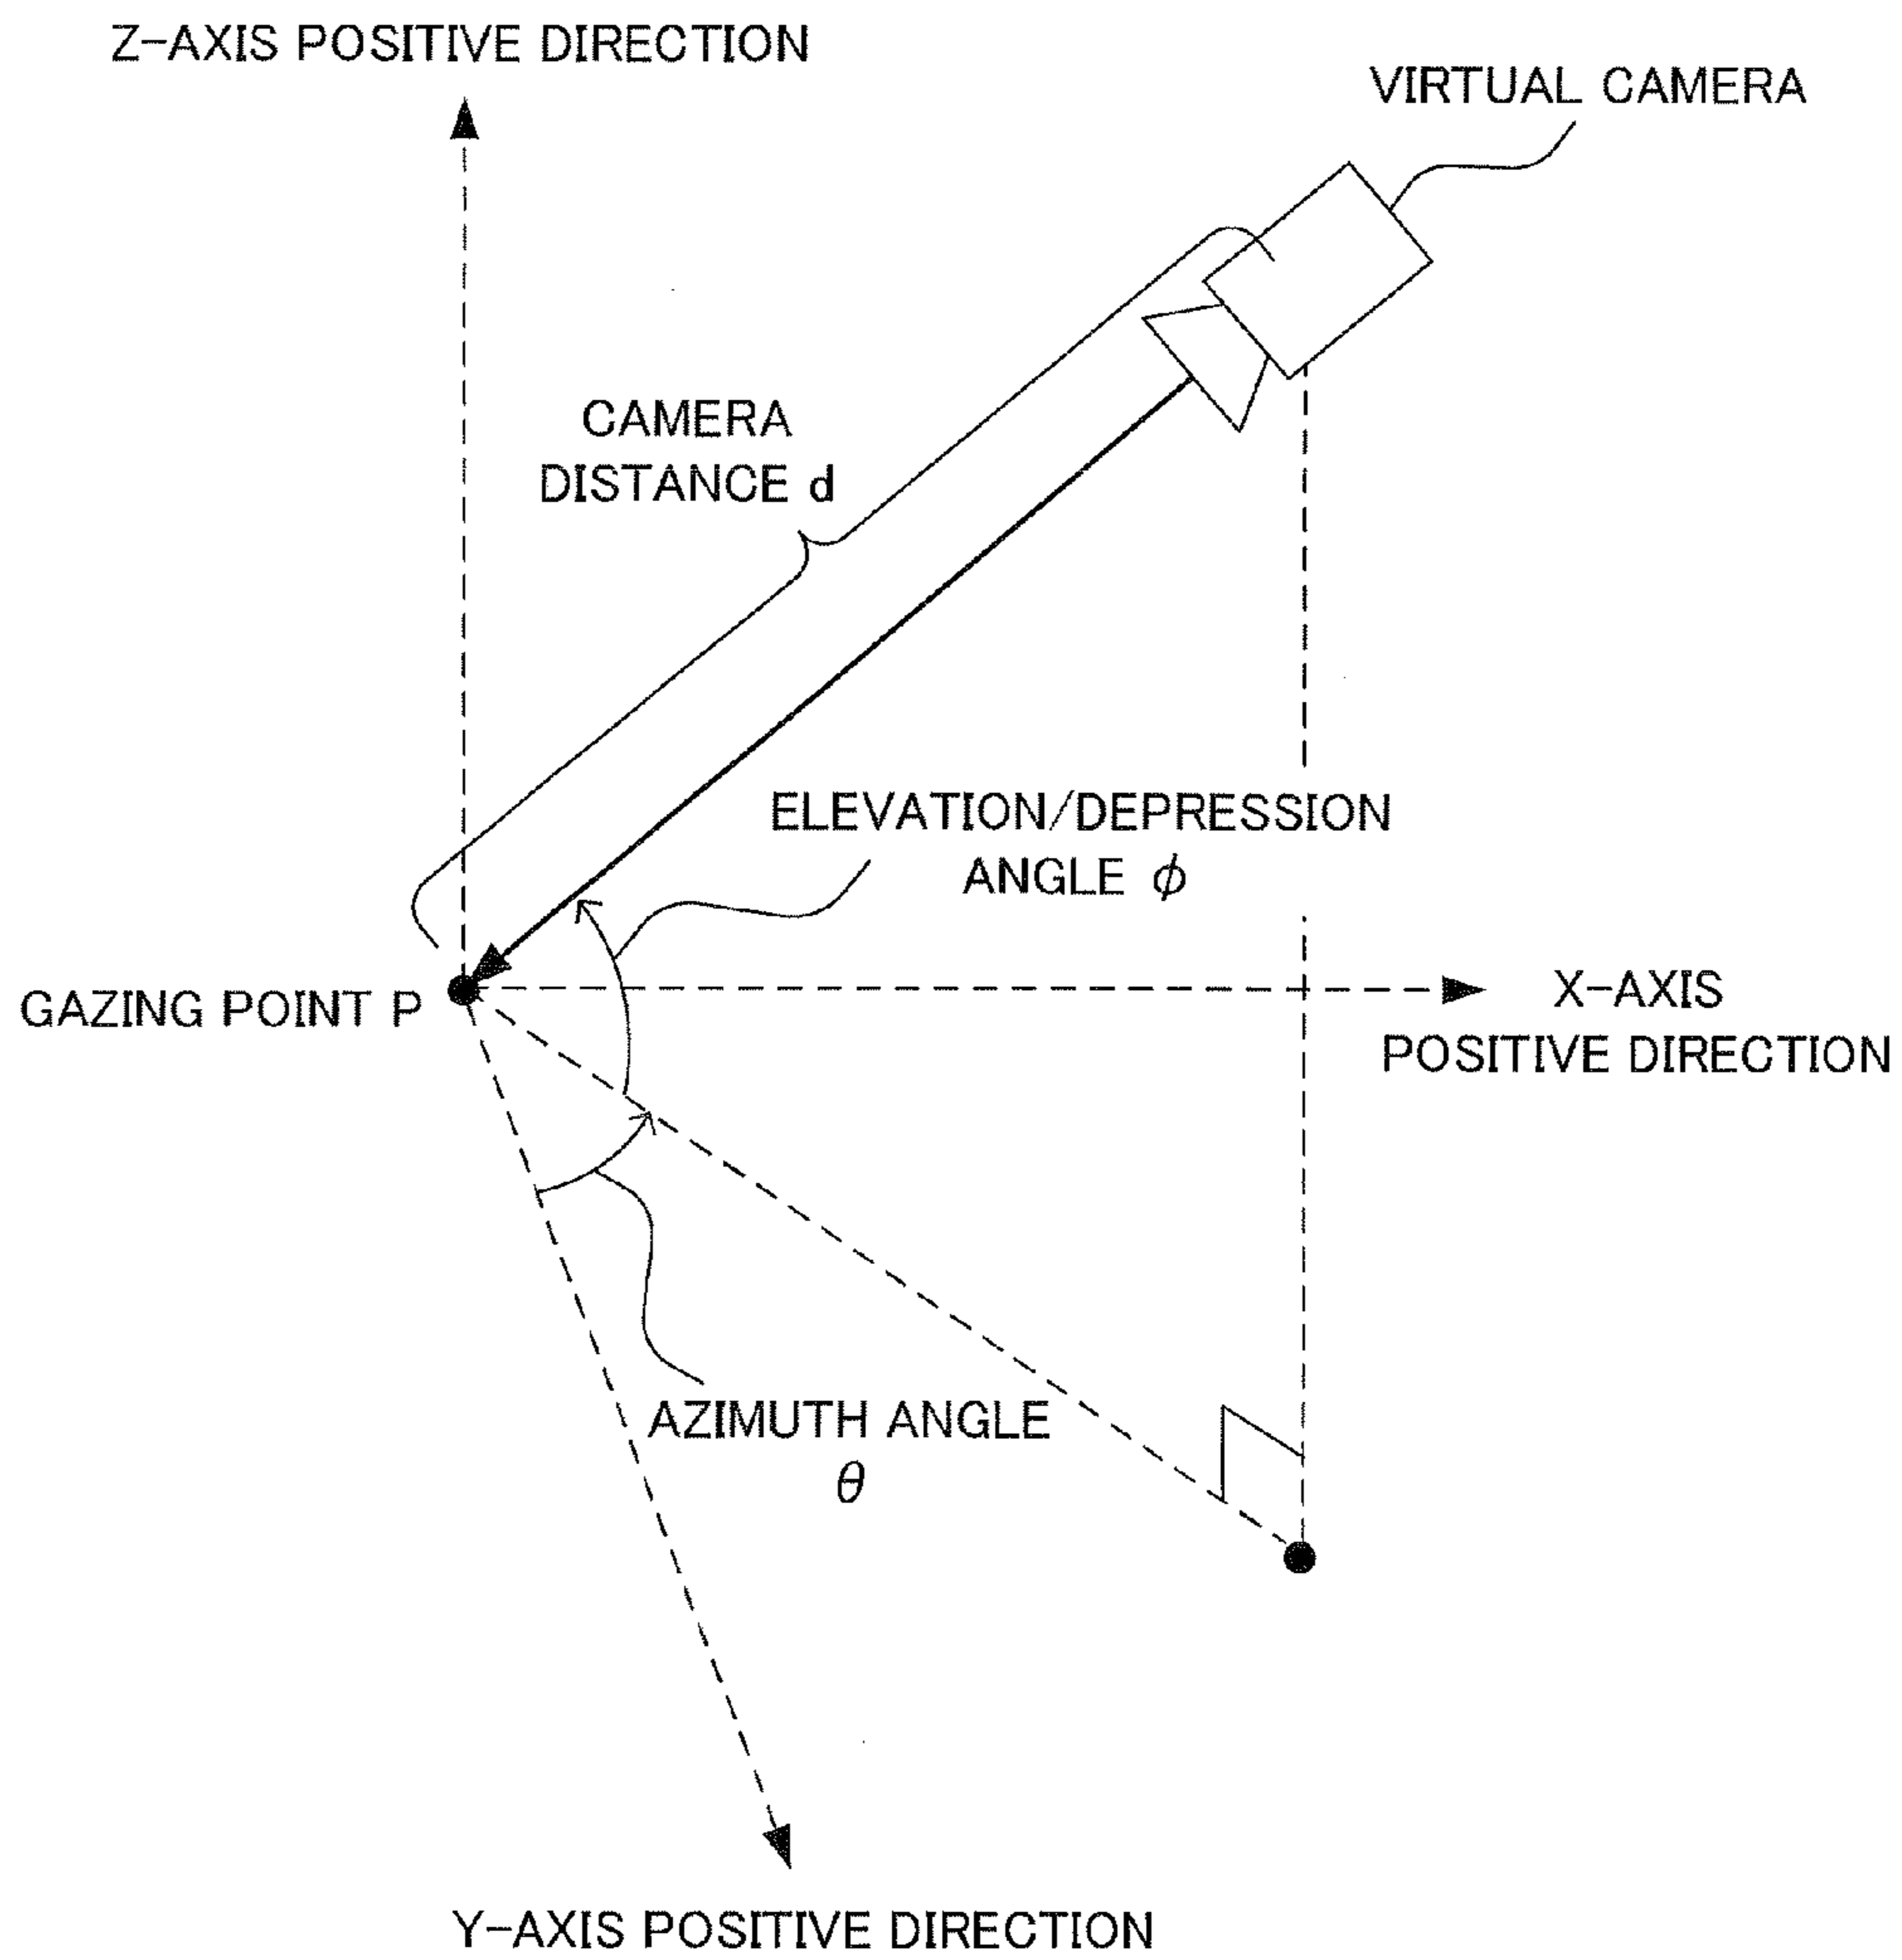 Z-AXIS POSITIVE DIRECTION
VIRTUAL CAMERA
CAMERA
DISTANCE d
ELEVATION/DEPRESSION
ANGLE ϕ
GAZING POINT P
X-AXIS
POSITIVE DIRECTION
AZIMUTH ANGLE
θ
Y-AXIS POSITIVE DIRECTION